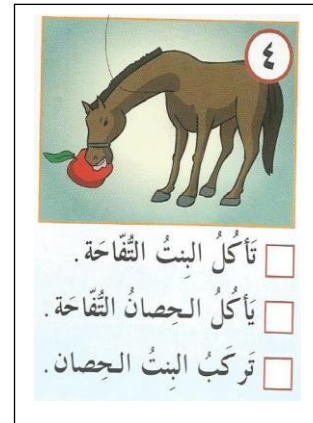 ٤
تَأكُلُ البِنتُ التُّفّاحَة .
يَأكُلُ الحِصانُ التُّفّاحَة .
تَركَبُ البِنتُ الحِصان .